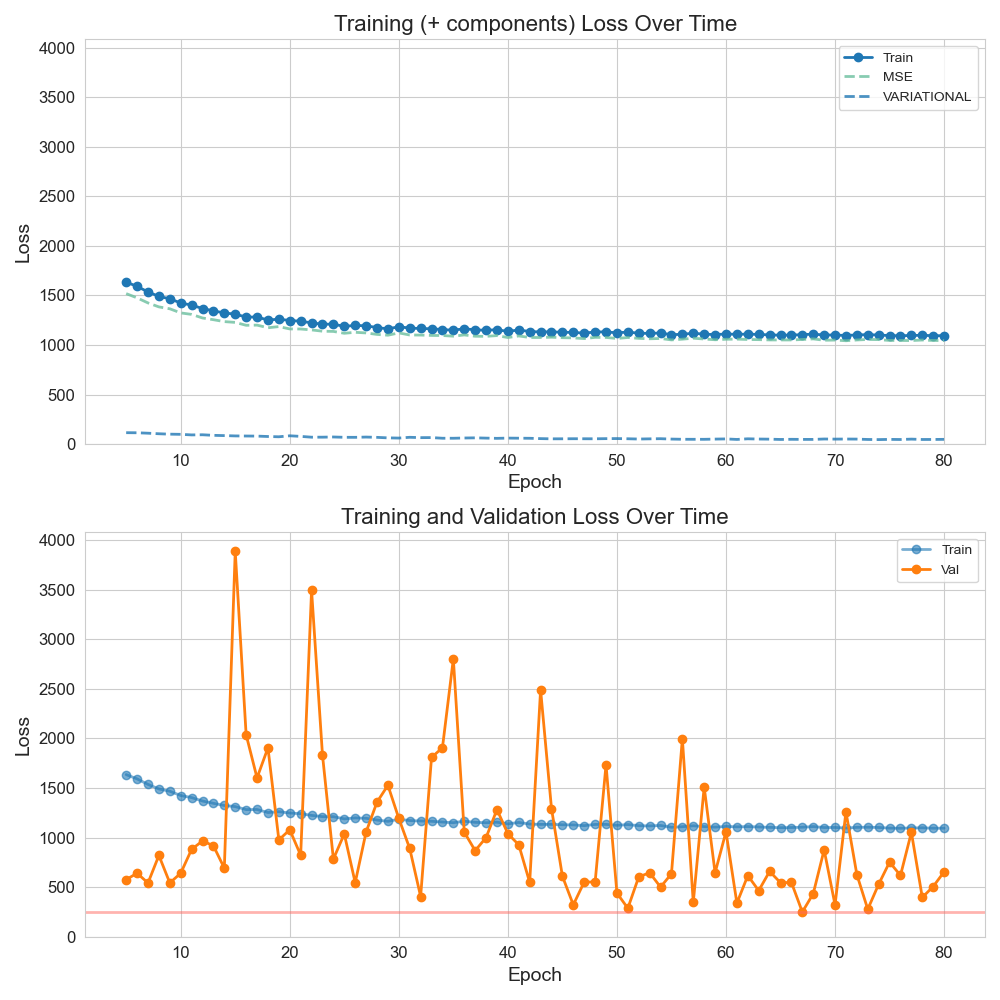 Training (+ components) Loss Over Time
Loss
4000
3500
3000
2500
2000
1500
1000
500
0
Train
MSE
VARIATIONAL
10 20 30 40 50 60 70 80
Epoch
Training and Validation Loss Over Time
Loss
4000
3500
3000
2500
2000
1500
1000
500
0
Train
Val
10 20 30 40 50 60 70 80
Epoch